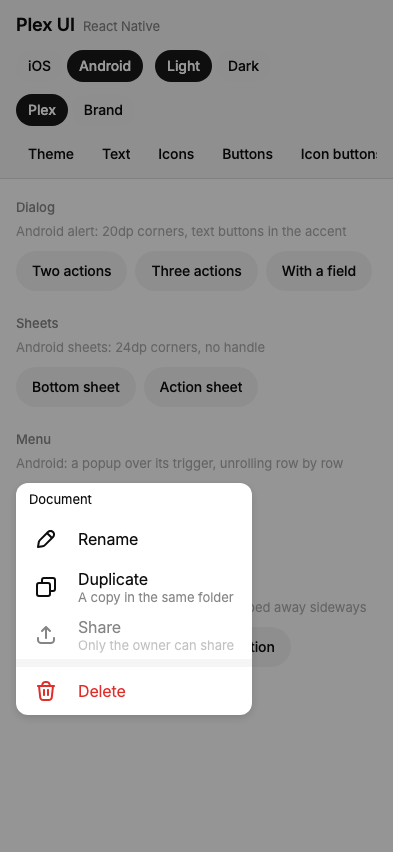 Plex UI React Native
iOS Android Light Dark
Plex Brand
Theme Text Icons Buttons Icon
Dialog
Android alert: 20dp corners, text buttons in the accent
Two actions Three actions With a field
Sheets
Android sheets: 24dp corners, no handle
Bottom sheet Action sheet
Menu
Android: a popup over its trigger, unrolling row by row
Document
Rename
Duplicate
A copy in the same folder
away sideways
Share
Only the owner can share
Delete